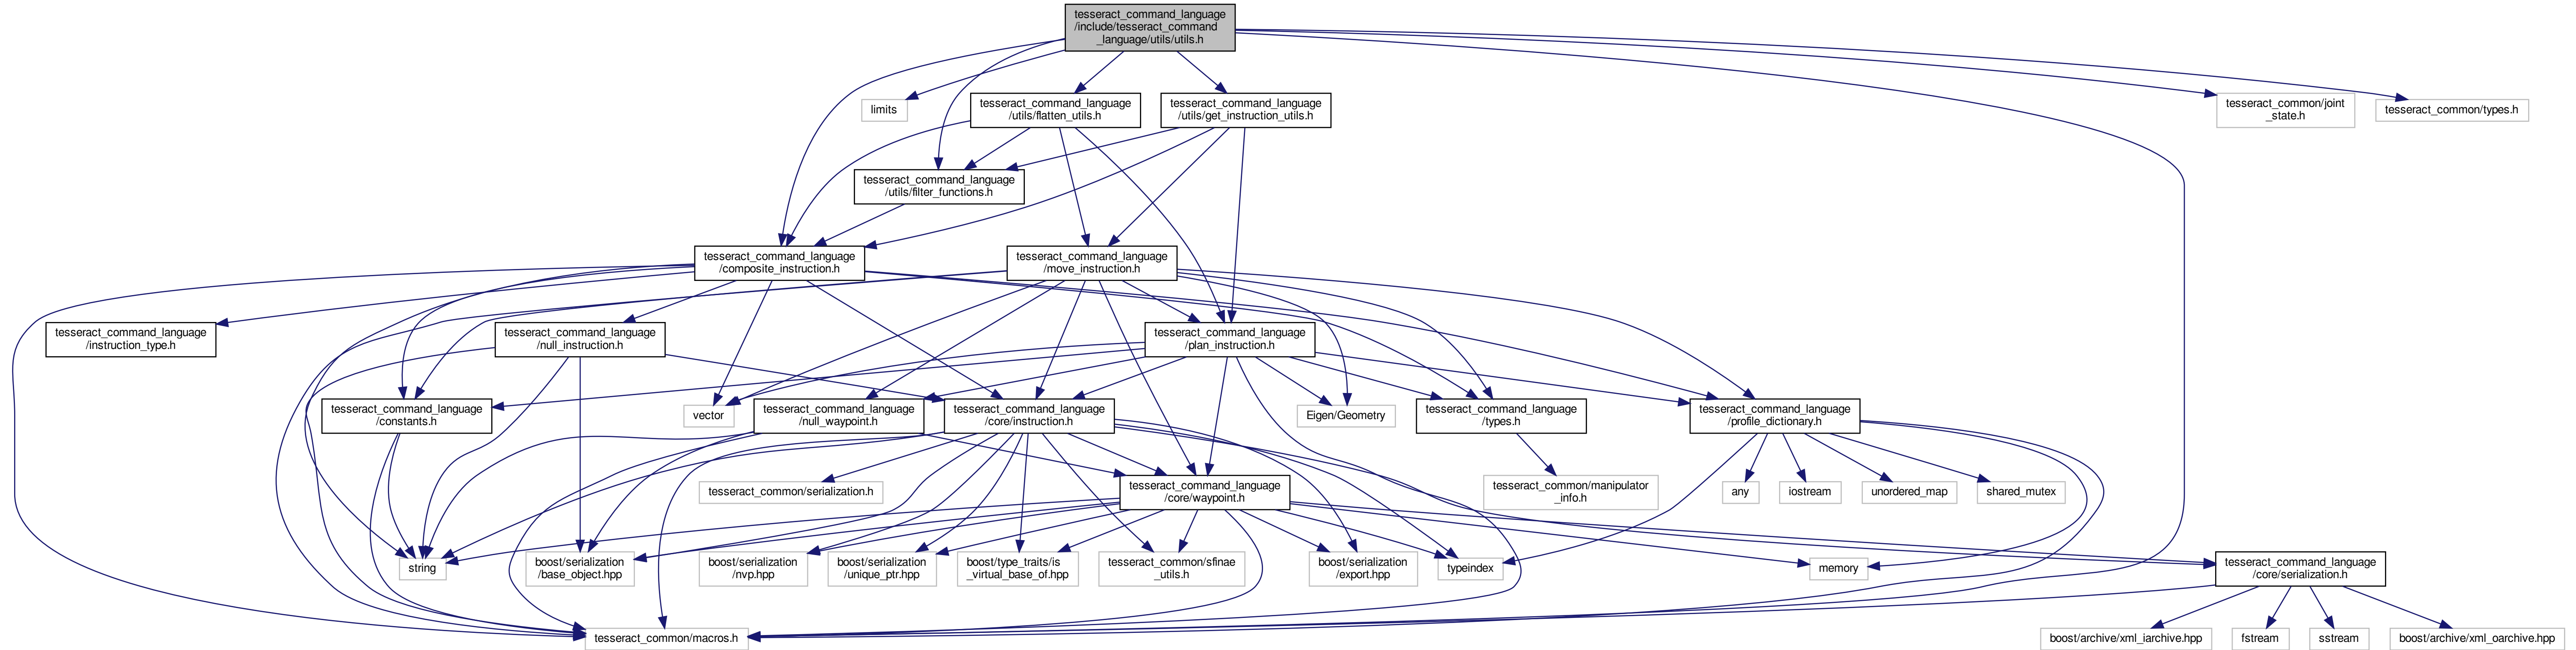 tesseract_command_language
/include/tesseract_command
_language/utils/utils.h
limits
tesseract_command_language
/utils/flatten_utils.h
tesseract_command_language
/utils/get_instruction_utils.h
tesseract_common/joint
_state.h
tesseract_common/types.h
tesseract_command_language
/utils/filter_functions.h
tesseract_command_language
/composite_instruction.h
tesseract_command_language
/move_instruction.h
tesseract_command_language
/instruction_type.h
tesseract_command_language
/null_instruction.h
tesseract_command_language
/plan_instruction.h
tesseract_command_language
/constants.h
vector
tesseract_command_language
/null_waypoint.h
tesseract_command_language
/core/instruction.h
Eigen/Geometry
tesseract_command_language
/types.h
tesseract_command_language
/profile_dictionary.h
tesseract_common/serialization.h
tesseract_command_language
/core/waypoint.h
tesseract_common/manipulator
_info.h
any
iostream
unordered_map
shared_mutex
string
boost/serialization
/base_object.hpp
boost/serialization
/nvp.hpp
boost/serialization
/unique_ptr.hpp
boost/type_traits/is
_virtual_base_of.hpp
tesseract_common/sfinae
_utils.h
boost/serialization
/export.hpp
typeindex
memory
tesseract_command_language
/core/serialization.h
tesseract_common/macros.h
boost/archive/xml_iarchive.hpp
fstream
sstream
boost/archive/xml_oarchive.hpp